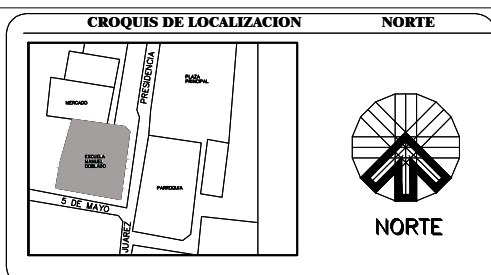 CROQUIS DE LOCALIZACION
NORTE
PRESIDENCIA
PLAZA
PRINCIPAL
MERCADO
ESCUELA
MANUEL
DOBLADO
PARROQUIA
5 DE MAYO
JUAREZ
NORTE